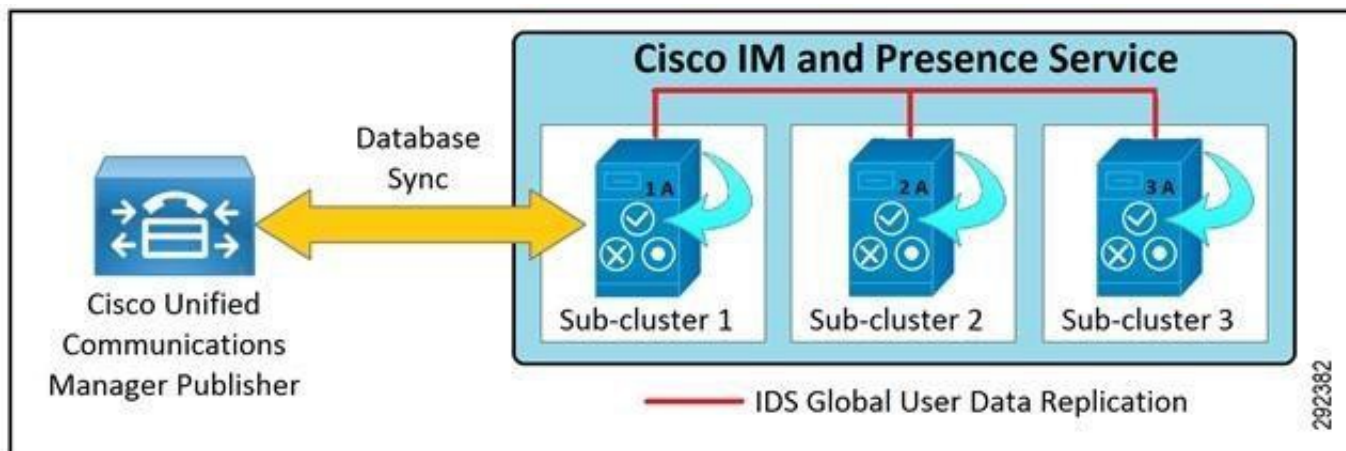 Cisco IM and Presence Service
Database
Sync
1 A
2 A
3 A
Cisco Unified
Communications
Manager Publisher
Sub-cluster 1
Sub-cluster 2
Sub-cluster 3
IDS Global User Data Replication
292382